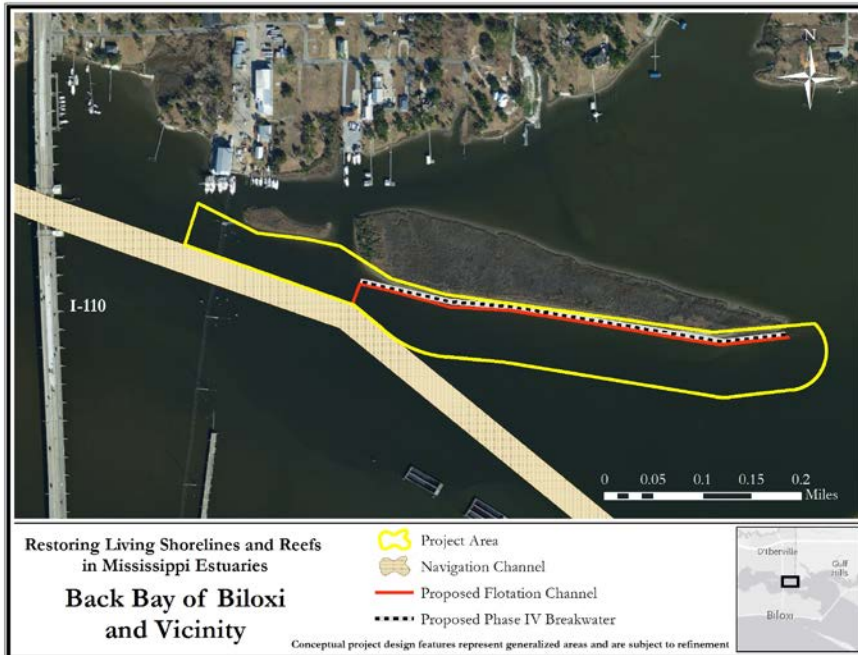 N
I-110
0 0.05 0.1 0.15 0.2
Miles
Restoring Living Shorelines and Reefs
in Mississippi Estuaries
Back Bay of Biloxi
and Vicinity
Project Area
Navigation Channel
Proposed Flotation Channel
Proposed Phase IV Breakwater
Conceptual project design features represent generalized areas and are subject to refinement
D'Iberville
Gulf
Hills
Biloxi